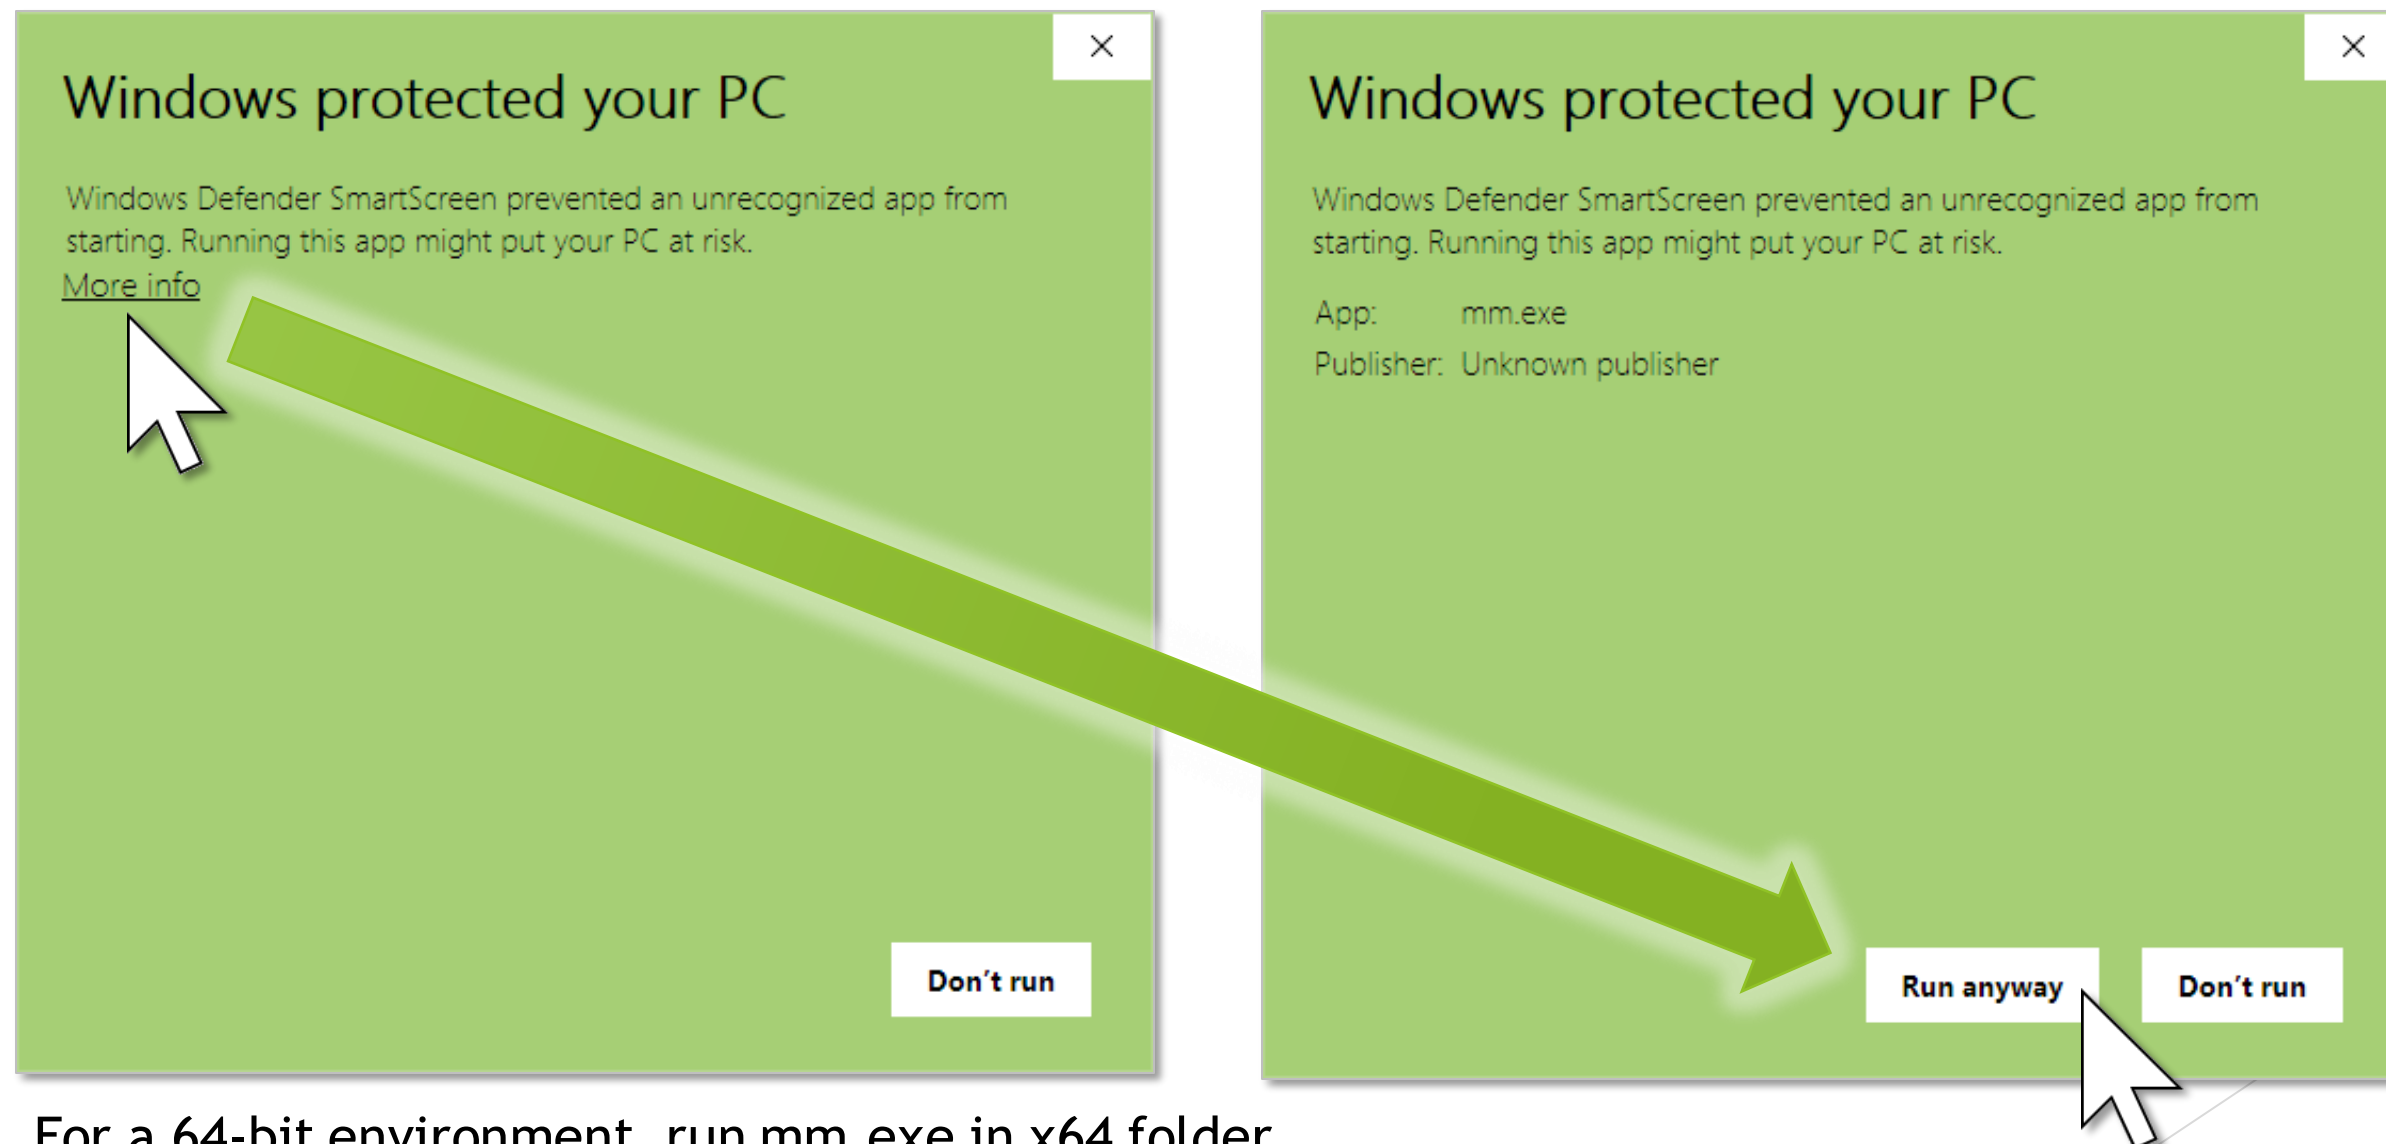 Windows protected your PC
Windows Defender SmartScreen prevented an unrecognized app from
starting. Running this app might put your PC at risk.
More info
Don't run
Windows protected your PC
Windows Defender SmartScreen prevented an unrecognized app from
starting. Running this app might put your PC at risk.
App: mm.exe
Publisher: Unknown publisher
Run anyway Don't run
For a 64-bit environment, run mm.exe in x64 folder